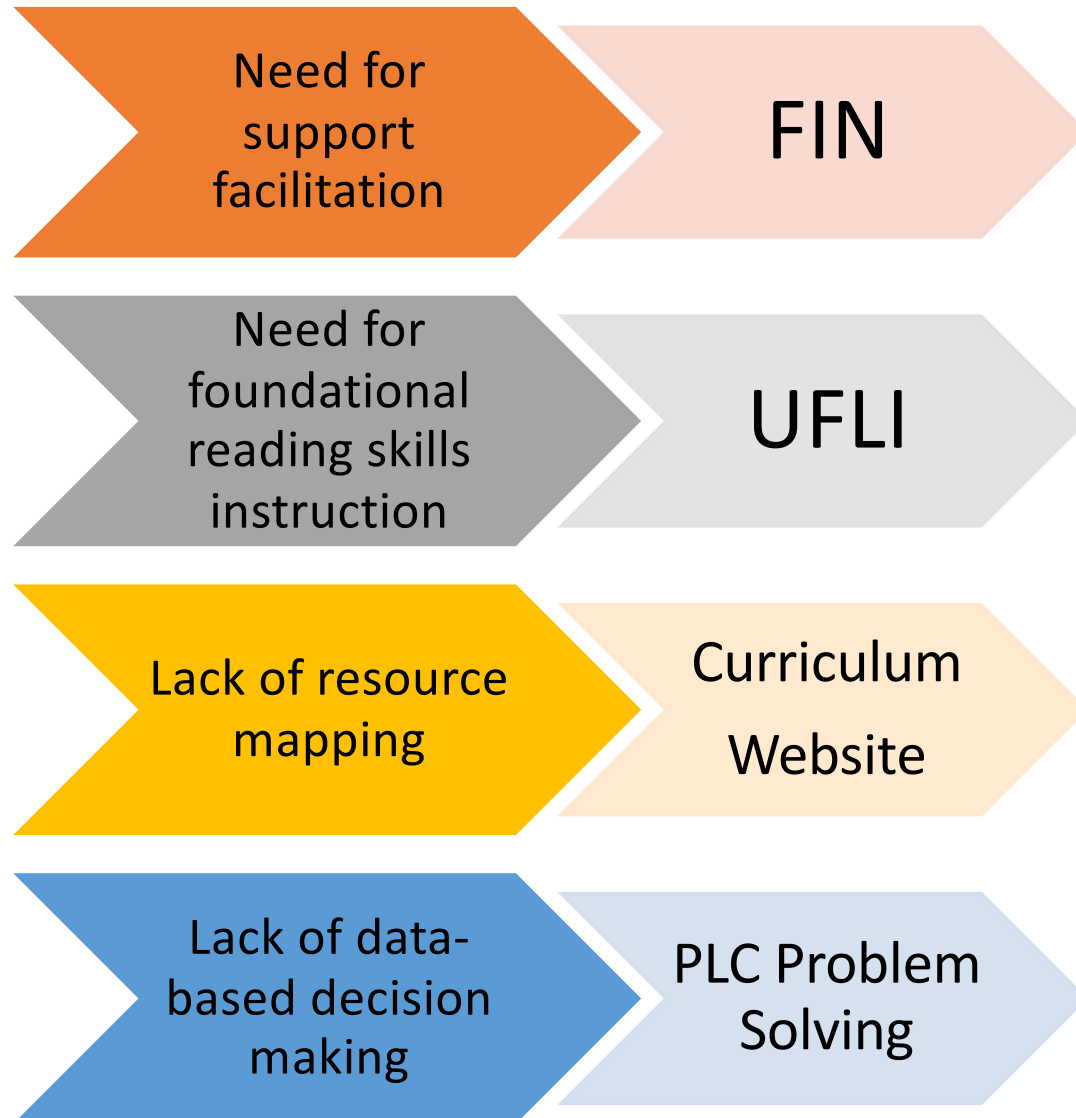 Need for
support
facilitation
FIN
Need for
foundational
reading skills
instruction
UFLI
Lack of resource
mapping
Curriculum
Website
Lack of data-
based decision
making
PLC Problem
Solving